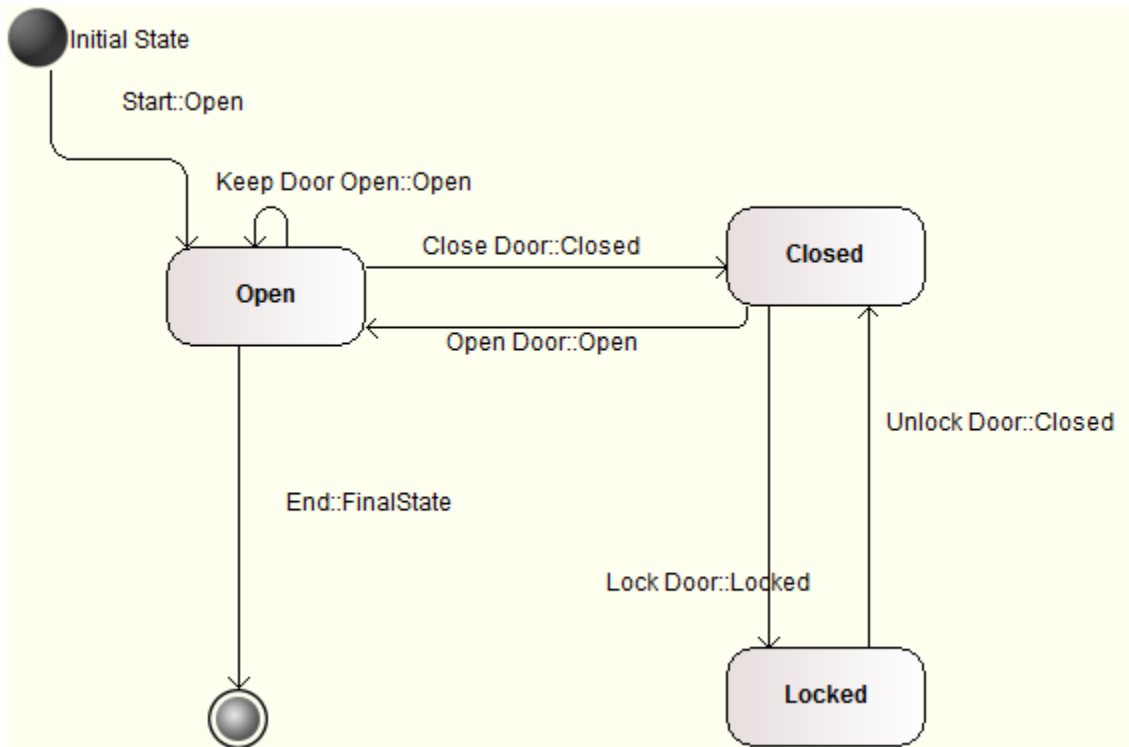 Initial State
Start::Open
Keep Door Open::Open
Close Door::Closed
Closed
Open
Open Door::Open
Unlock Door::Closed
End::FinalState
Lock Door::Locked
Locked